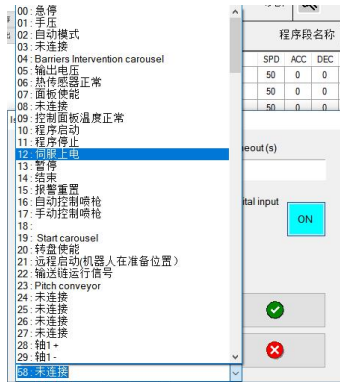 00: 急停
01: 手压
02: 自动模式
03: 未连接
04: Barriers Intervention carousel
05: 输出电压
06: 热传感器正常
07: 面板使能
08: 未连接
09: 控制面板温度正常
10: 程序启动
11: 程序停止
12: 伺服上电
13: 暂停
14: 结束
15: 报警重置
16: 自动控制喷枪
17: 手动控制喷枪
18:
19: Start carousel
20: 转盘使能
21: 远程启动(机器人在准备位置)
22: 输送链运行信号
23: Pitch conveyor
24: 未连接
25: 未连接
26: 未连接
27: 未连接
28: 轴1+
29: 轴1-
58: 未连接
程序段名称
SPD ACC DEC
50 0 0
50 0 0
50 0 0
eout (s)
ital input
ON